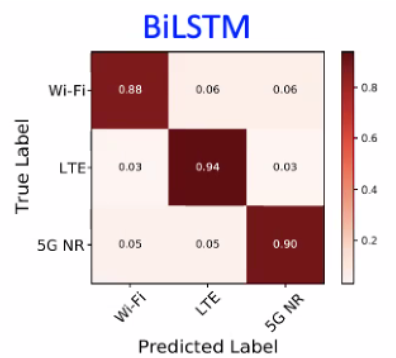 BiLSTM
Wi-Fi 0.88 0.06 0.06 0.8
LTE 0.03 0.94 0.03 0.6
5G NR 0.05 0.05 0.90 0.4
0.2
True Label
Wi-Fi LTE 5G NR
Predicted Label